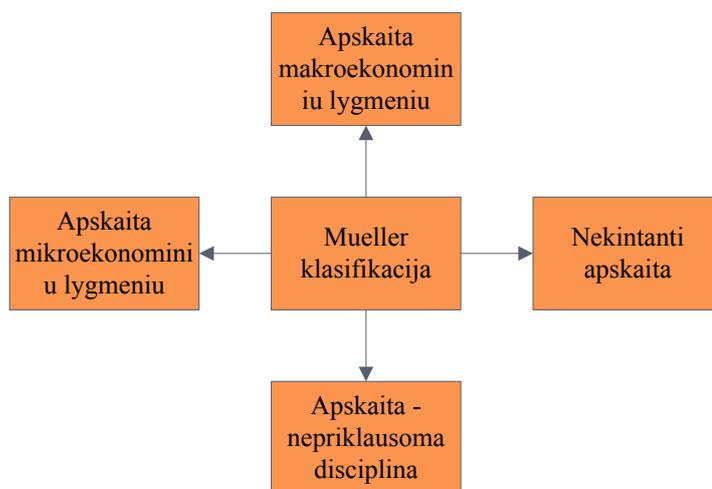 Apskaita
makroekonomin
iu lygmeniu
Apskaita
mikroekonomini
u lygmeniu
Mueller
klasifikacija
Nekintanti
apskaita
Apskaita -
nepriklausoma
disciplina